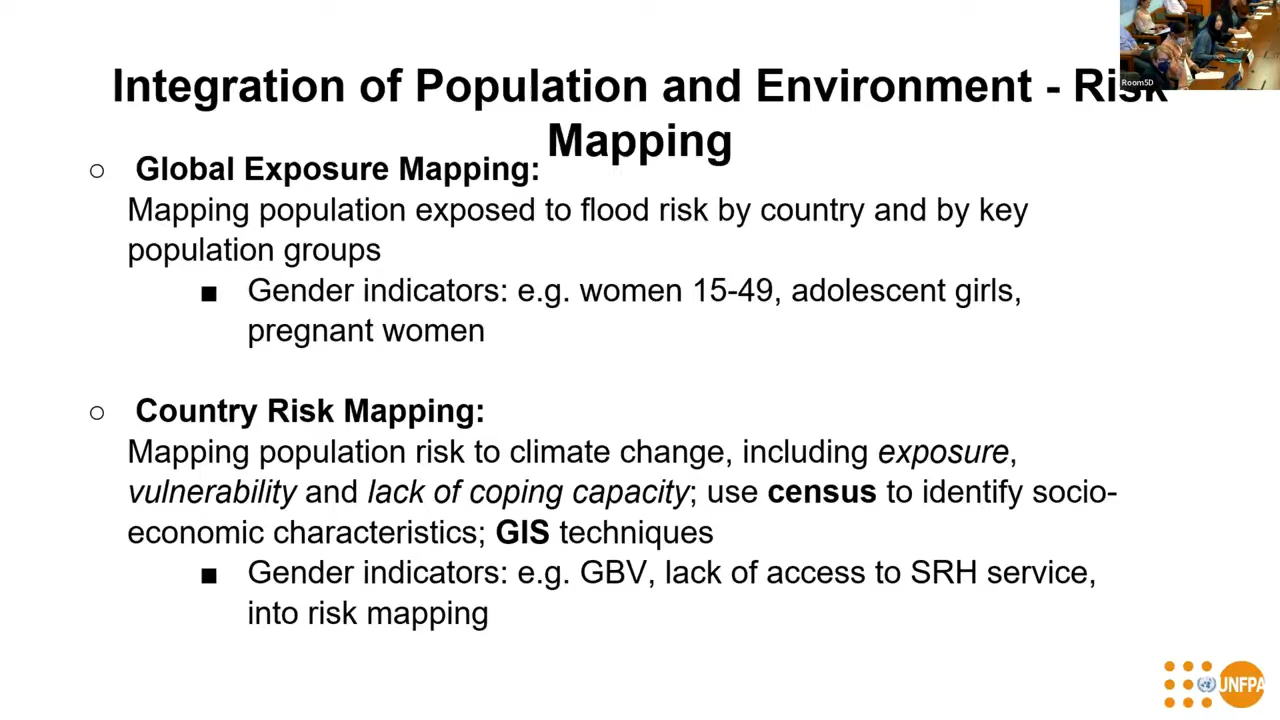 Integration of Population and Environment - Risk
Mapping
○ Global Exposure Mapping:
Mapping population exposed to flood risk by country and by key
population groups
■ Gender indicators: e.g. women 15-49, adolescent girls,
pregnant women
○ Country Risk Mapping:
Mapping population risk to climate change, including exposure,
vulnerability and lack of coping capacity; use census to identify socio-
economic characteristics; GIS techniques
■ Gender indicators: e.g. GBV, lack of access to SRH service,
into risk mapping
Room5D
UNFPA